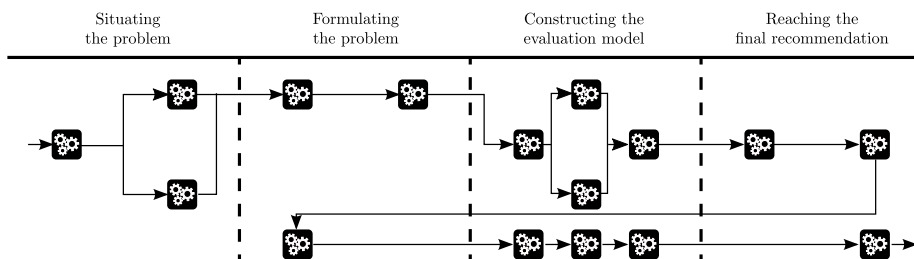 Situating
the problem
Formulating
the problem
Constructing the
evaluation model
Reaching the
final recommendation